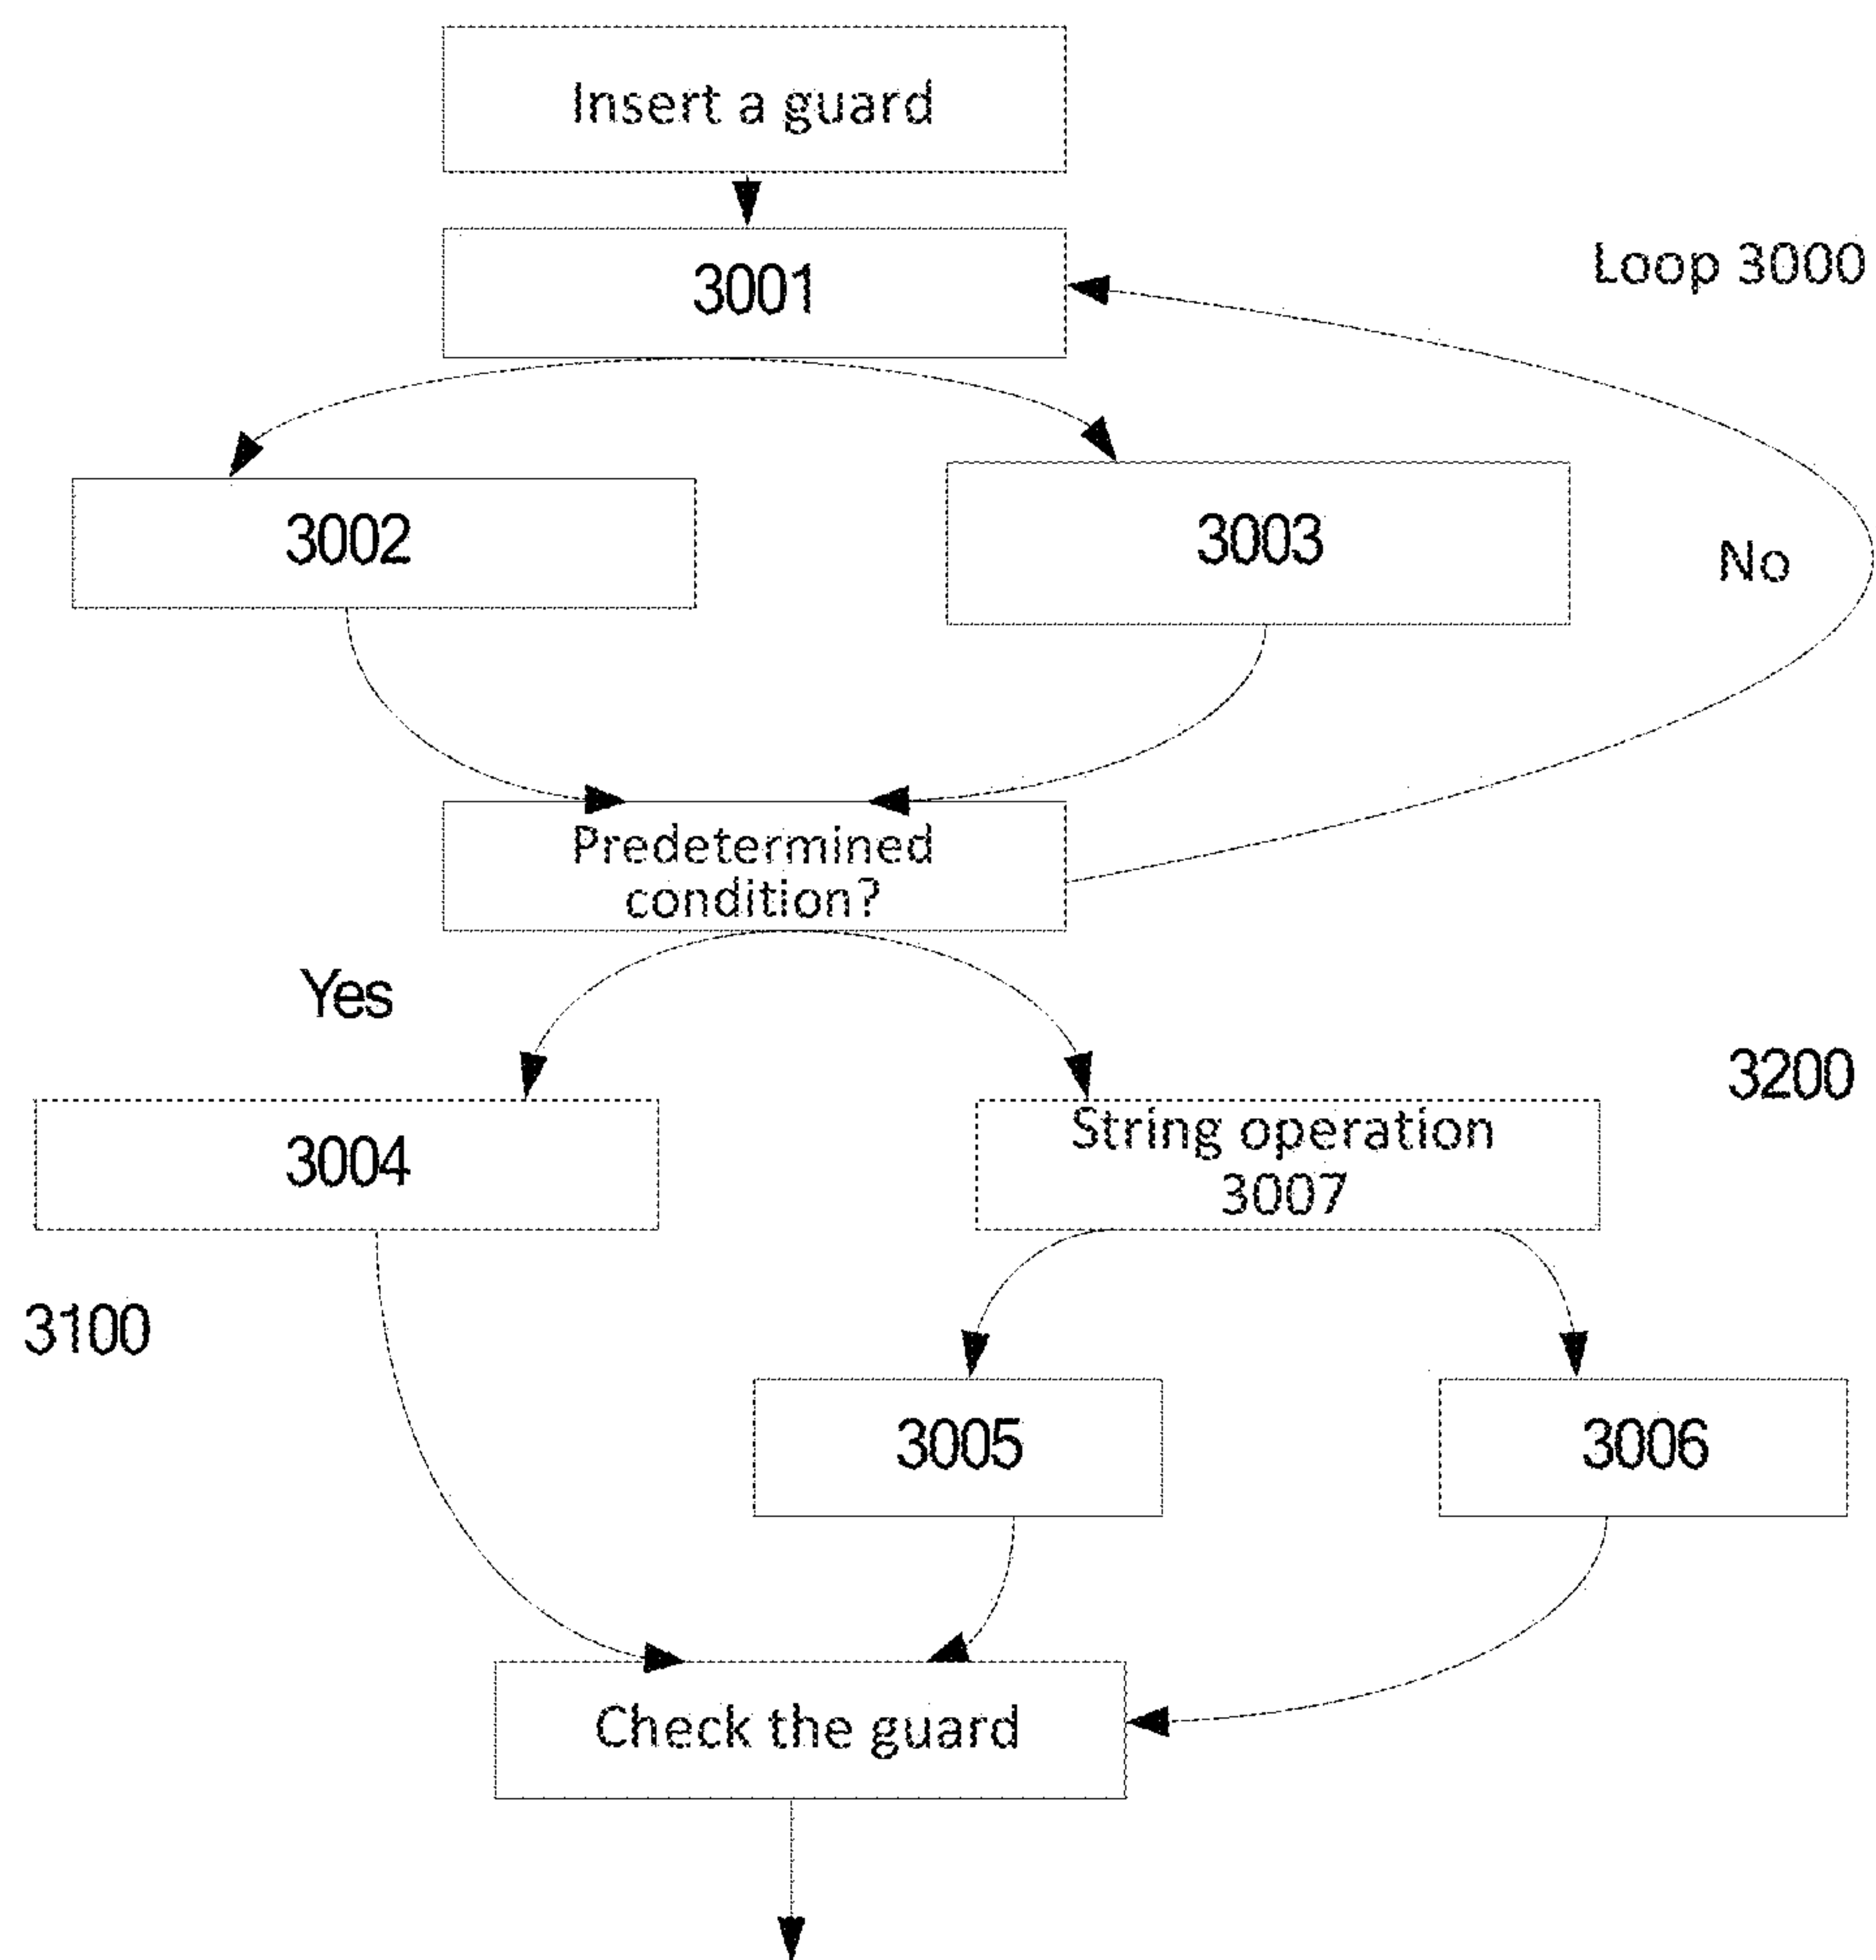 Insert a guard
3001
Loop 3000
3002
3003
No
Predetermined
condition?
Yes
3200
3004
String operation
3007
3100
3005
3006
Check the guard